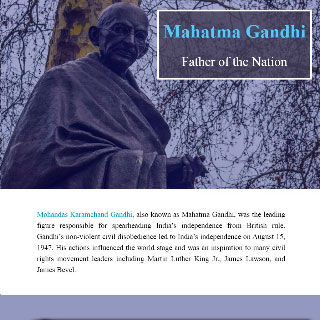 Mahatma Gandhi
Father of the Nation
Mohandas Karamchand Gandhi, also known as Mahatma Gandhi, was the leading
figure responsible for spearheading India's independence from British rule.
Gandhi's non-violent civil disobedience led to India's independence on August 15,
1947. His actions influenced the world stage and was an inspiration to many civil
rights movement leaders including Martin Luther King Jr., James Lawson, and
James Bevel.